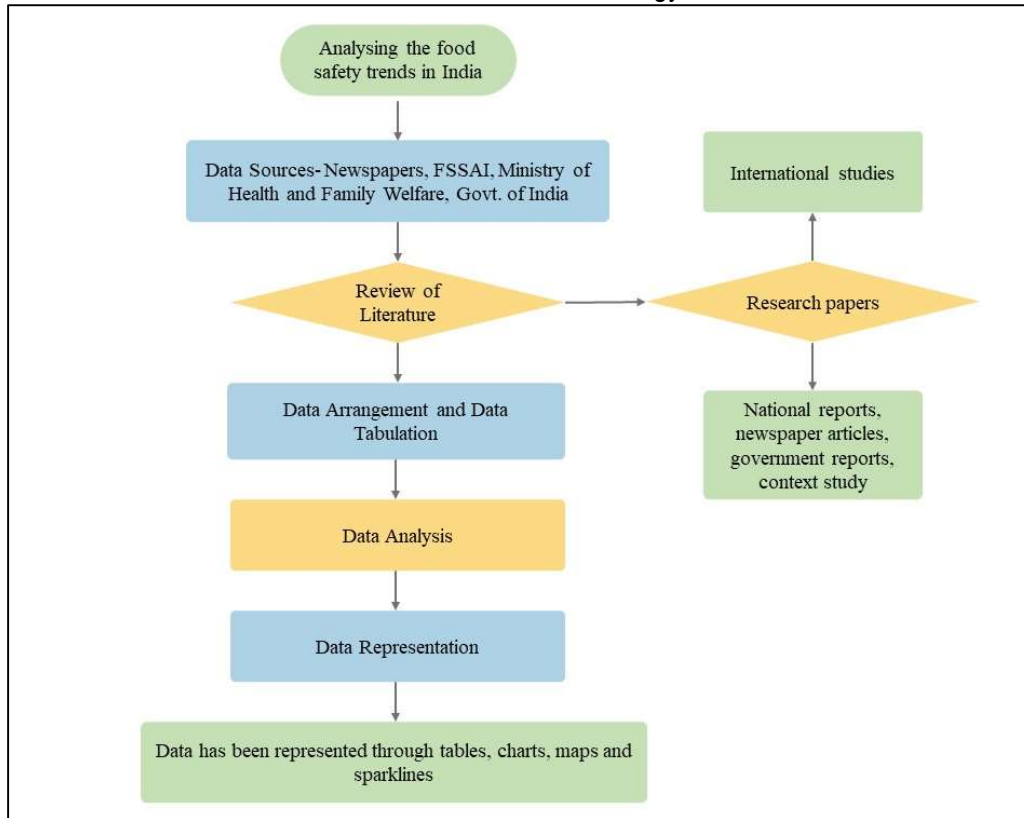 Analysing the food
safety trends in India
Data Sources- Newspapers, FSSAI, Ministry of
Health and Family Welfare, Govt. of India
International studies
Review of
Literature
Research papers
Data Arrangement and Data
Tabulation
National reports,
newspaper articles,
government reports,
context study
Data Analysis
Data Representation
Data has been represented through tables, charts, maps and
sparklines